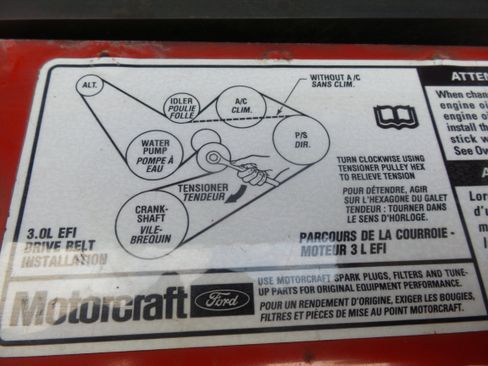 ALT.
IDLER
POULIE
FOLLE
A/C
CLIM.
WITHOUT A/C
SANS CLIM.
P/S
DIR.
WATER
PUMP
POMPE À
EAU
TENSIONER
TENDEUR
CRANK-
SHAFT
VILE-
BREQUIN
TURN CLOCKWISE USING
TENSIONER PULLEY HEX
TO RELIEVE TENSION
POUR DÉTENDRE, AGIR
SUR L'HEXAGONE DU GALET
TENDEUR : TOURNER DANS
LE SENS D'HORLOGE.
3.0L EFI
DRIVE BELT
INSTALLATION
PARCOURS DE LA COURROIE-
MOTEUR 3 L EFI
Motorcraft
Ford
USE MOTORCRAFT SPARK PLUGS, FILTERS AND TUNE-
UP PARTS FOR ORIGINAL EQUIPMENT PERFORMANCE.
POUR UN RENDEMENT D'ORIGINE, EXIGER LES BOUGIES,
FILTRES ET PIÈCES DE MISE AU POINT MOTORCRAFT.
ATTEN
When chan
engine oi
engine o
install th
stick w
See Ow
A
Lor
d'u
m